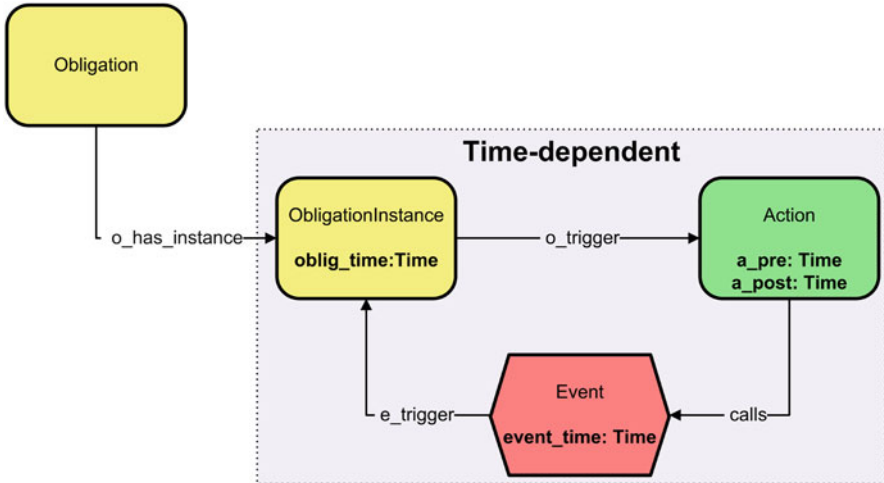 Obligation
Time-dependent
ObligationInstance
oblig_time:Time
Action
a_pre: Time
a_post: Time
o_has_instance
o_trigger
Event
event_time: Time
e_trigger
calls